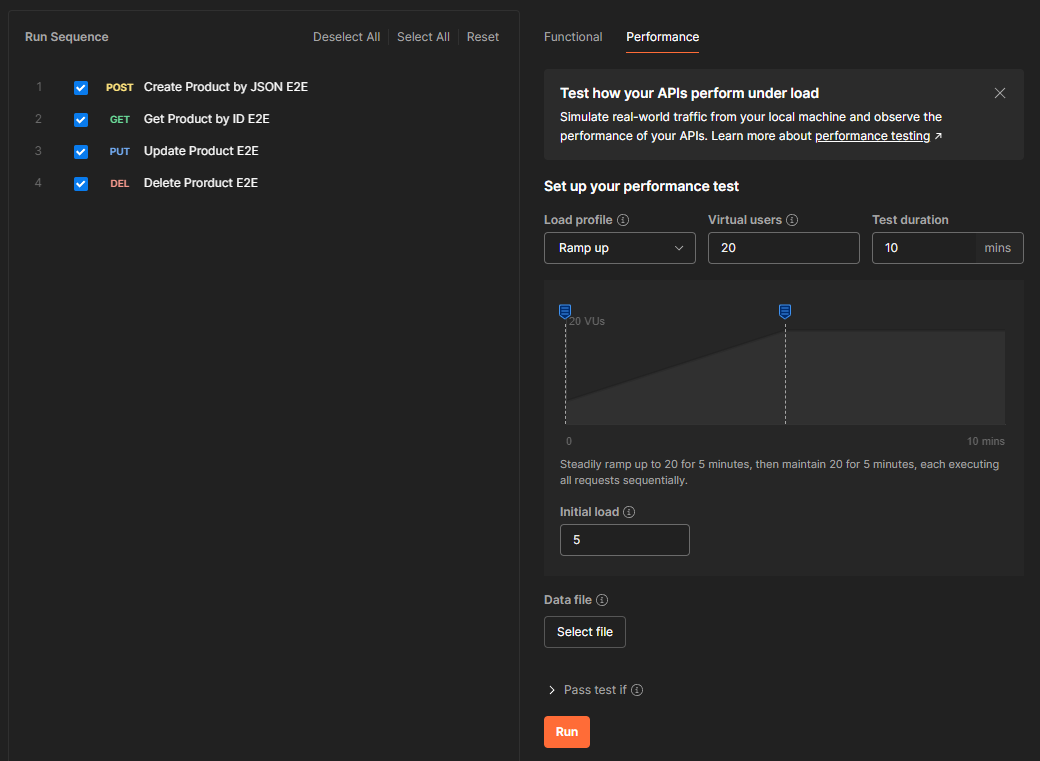 Run Sequence
Deselect All
Select All
Reset
1 POST Create Product by JSON E2E
2 GET Get Product by ID E2E
3 PUT Update Product E2E
4 DEL Delete Prorduct E2E
Functional
Performance
Test how your APIs perform under load
Simulate real-world traffic from your local machine and observe the
performance of your APIs. Learn more about performance testing ↗
Set up your performance test
Load profile
Virtual users
Test duration
Ramp up
20
10 mins
20 VUs
0
10 mins
Steadily ramp up to 20 for 5 minutes, then maintain 20 for 5 minutes, each executing
all requests sequentially.
Initial load
5
Data file
Select file
Pass test if
Run